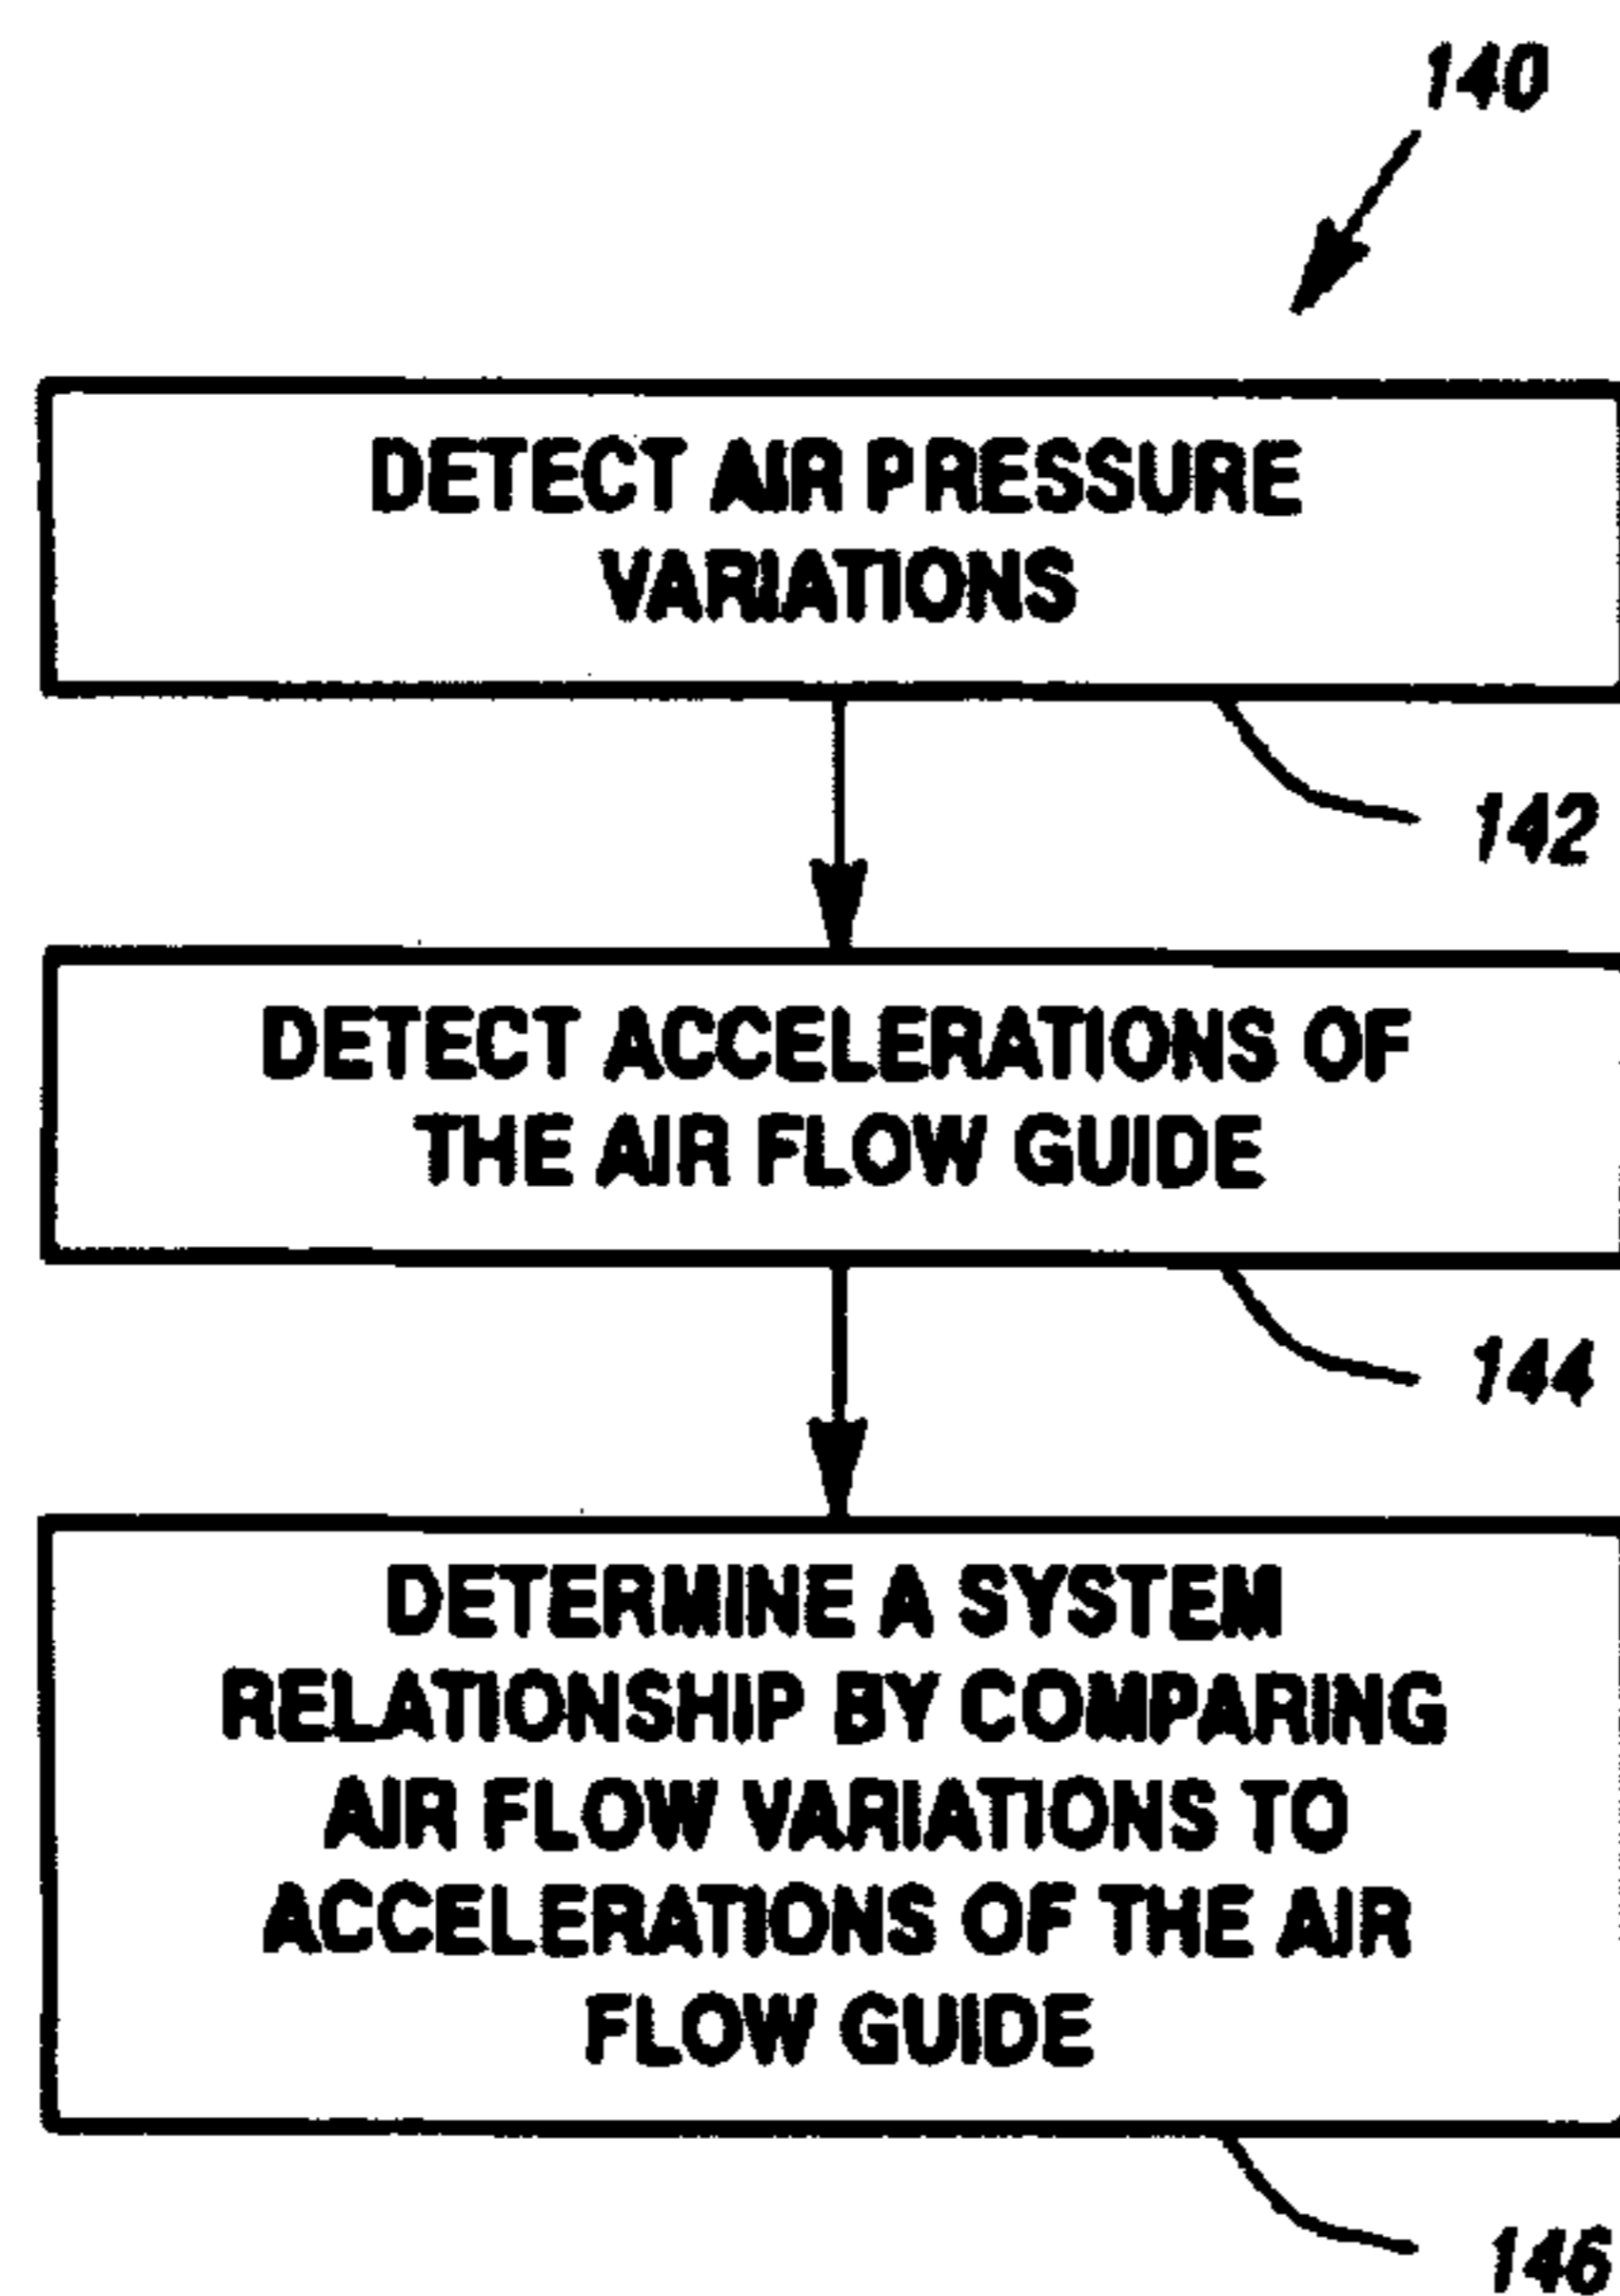 140
DETECT AIR PRESSURE
VARIATIONS
142
DETECT ACCELERATIONS OF
THE AIR FLOW GUIDE
144
DETERMINE A SYSTEM
RELATIONSHIP BY COMPARING
AIR FLOW VARIATIONS TO
ACCELERATIONS OF THE AIR
FLOW GUIDE
146